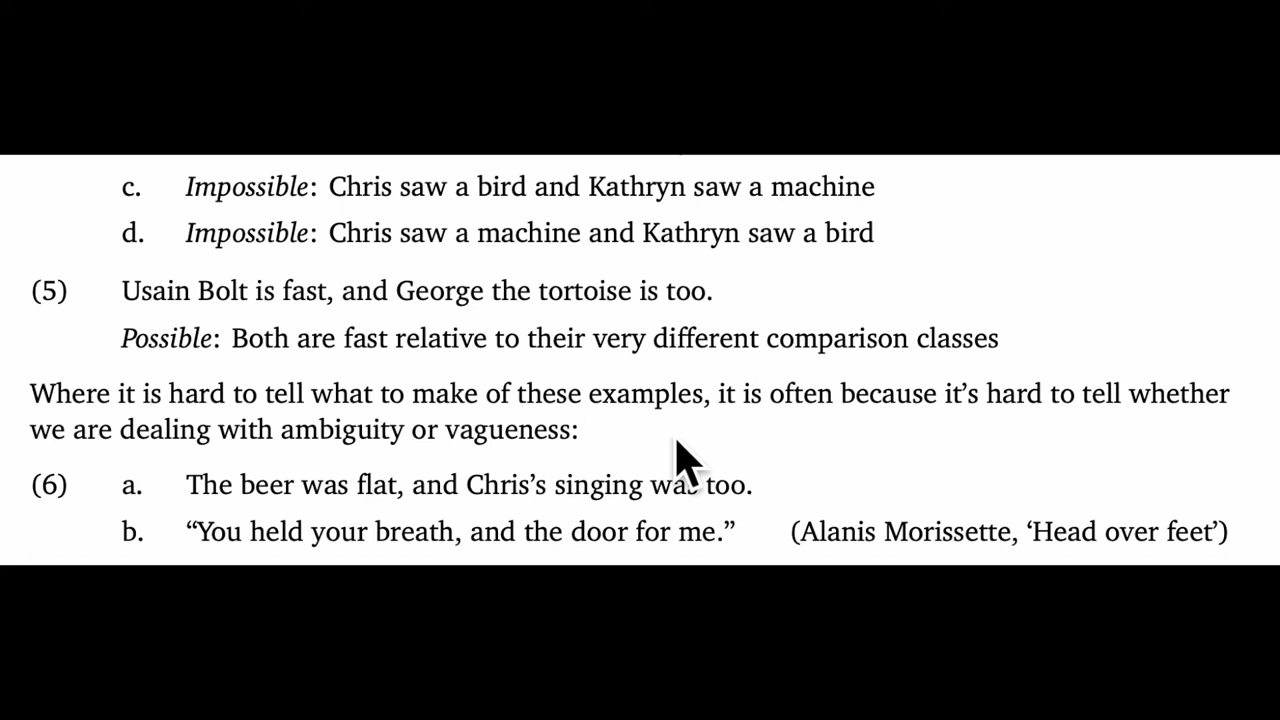 c. Impossible: Chris saw a bird and Kathryn saw a machine
d. Impossible: Chris saw a machine and Kathryn saw a bird
(5) Usain Bolt is fast, and George the tortoise is too.
Possible: Both are fast relative to their very different comparison classes
Where it is hard to tell what to make of these examples, it is often because it’s hard to tell whether
we are dealing with ambiguity or vagueness:
(6) a. The beer was flat, and Chris’s singing was too.
b. “You held your breath, and the door for me.” (Alanis Morissette, ‘Head over feet’)